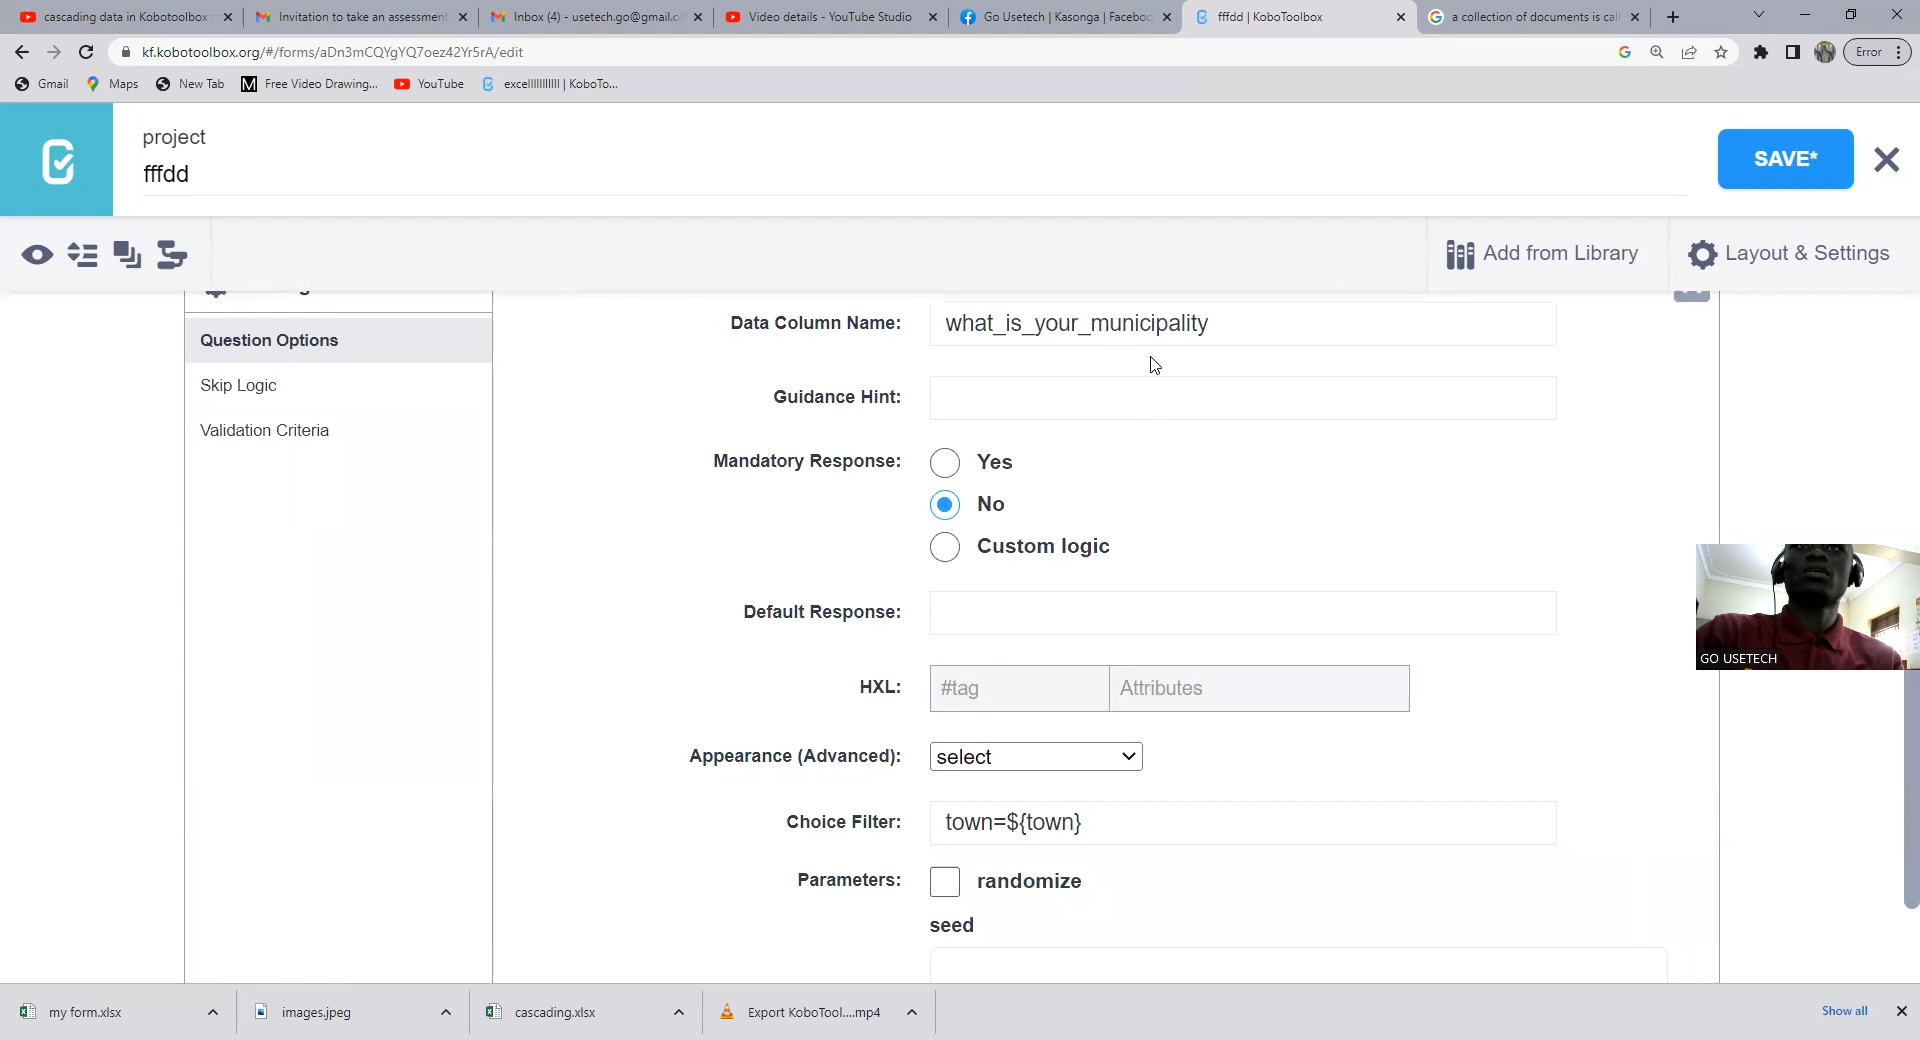 cascading data in Kobotoolbox
Invitation to take an assessment
Inbox (4) - usetech.go@gmail.c
Video details - YouTube Studio
Go Usetech | Kasonga | Faceboo
fffdd | KoboToolbox
a collection of documents is cal
kf.kobotoolbox.org/#/forms/aDn3mCQYgYQ7oez42Yr5rA/edit
Error
Gmail
Maps
New Tab
Free Video Drawing...
YouTube
excellllllllllll | KoboTo...
project
fffdd
SAVE*
Add from Library
Layout & Settings
Question Options
Skip Logic
Validation Criteria
Data Column Name:
what_is_your_municipality
Guidance Hint:
Mandatory Response:
Yes
No
Custom logic
Default Response:
HXL:
#tag
Attributes
Appearance (Advanced):
select
Choice Filter:
town=${town}
Parameters:
randomize
seed
GO USETECH
my form.xlsx
images.jpeg
cascading.xlsx
Export KoboTool....mp4
Show all